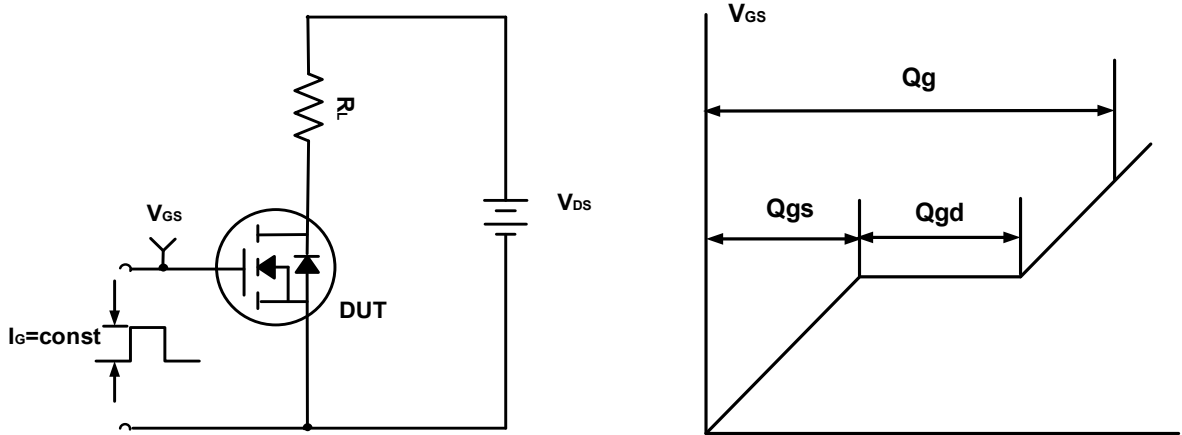 RL
VDS
VGS
DUT
IG=const
VGS
Qg
Qgs
Qgd